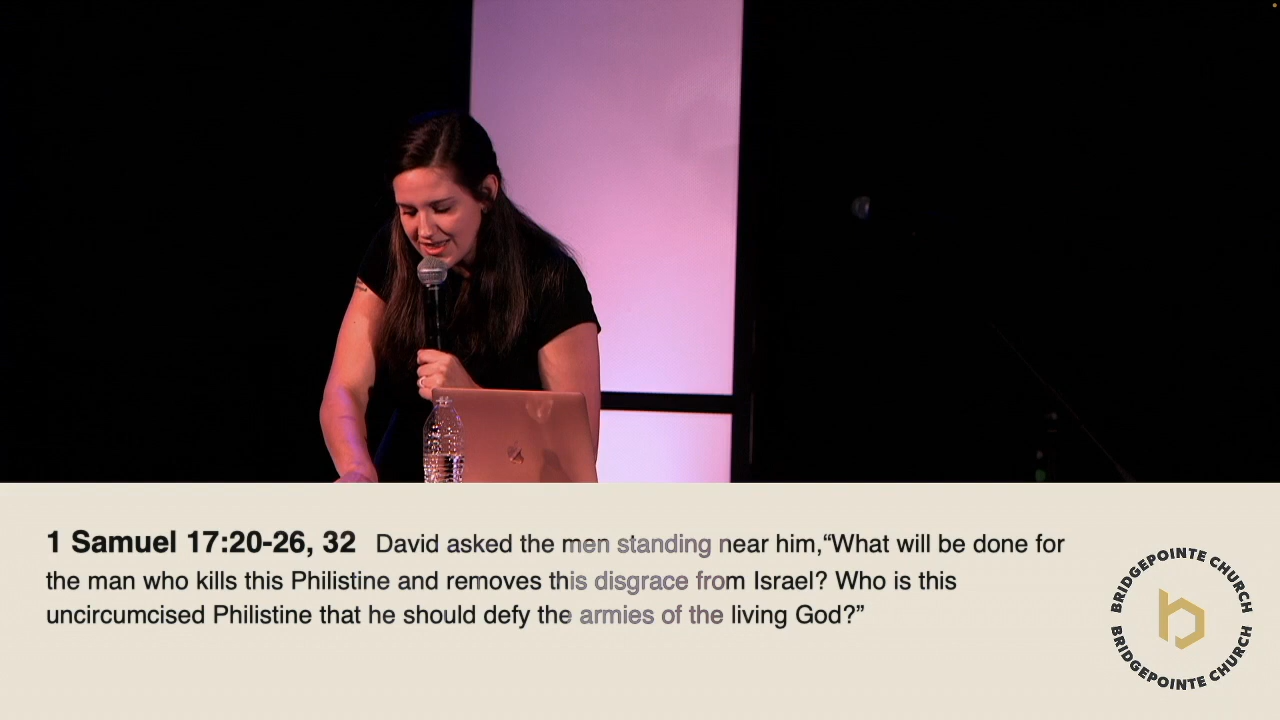 1 Samuel 17:20-26, 32 David asked the men standing near him,“What will be done for
the man who kills this Philistine and removes this disgrace from Israel? Who is this
uncircumcised Philistine that he should defy the armies of the living God?”
BRIDGEPOINTE CHURCH
BRIDGEPOINTE CHURCH